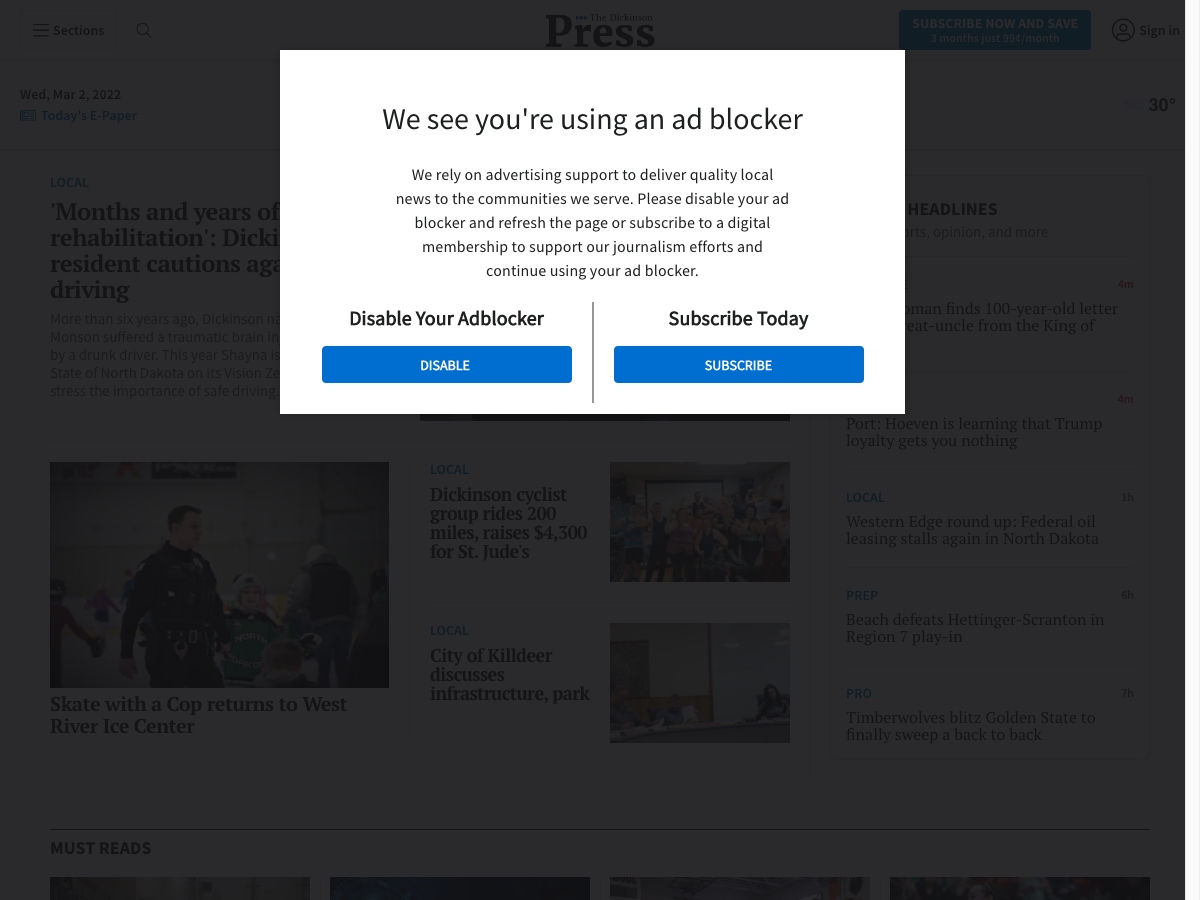 Sections
The Dickinson
Press
SUBSCRIBE NOW AND SAVE
3 months just 99¢/month
Sign in
Wed, Mar 2, 2022
Today's E-Paper
30°
We see you're using an ad blocker
We rely on advertising support to deliver quality local
news to the communities we serve. Please disable your ad
blocker and refresh the page or subscribe to a digital
membership to support our journalism efforts and
continue using your ad blocker.
Disable Your Adblocker
DISABLE
Subscribe Today
SUBSCRIBE
LOCAL
'Months and years of
rehabilitation': Dicki
resident cautions aga
driving
More than six years ago, Dickinson na
Monson suffered a traumatic brain in
by a drunk driver. This year Shayna is
State of North Dakota on its Vision Ze
stress the importance of safe driving.
Skate with a Cop returns to West
River Ice Center
LOCAL
Dickinson cyclist
group rides 200
miles, raises $4,300
for St. Jude's
LOCAL
City of Killdeer
discusses
infrastructure, park
HEADLINES
rts, opinion, and more
4m
oman finds 100-year-old letter
reat-uncle from the King of
4m
Port: Hoeven is learning that Trump
loyalty gets you nothing
LOCAL
1h
Western Edge round up: Federal oil
leasing stalls again in North Dakota
PREP
6h
Beach defeats Hettinger-Scranton in
Region 7 play-in
PRO
7h
Timberwolves blitz Golden State to
finally sweep a back to back
MUST READS